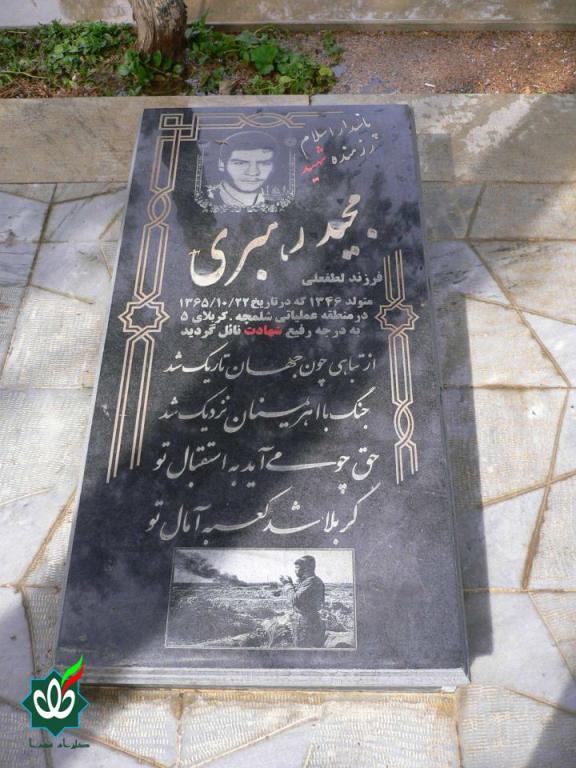 پاسدار اسلام
رزمنده شهید
مجید رهبری
فرزند لطفعلی
متولد ۱۳۴۶ که در تاریخ ۱۳۶۵/۱۰/۲۲
در منطقه عملیاتی شلمچه .کربلای ۵
به درجه رفیع شهادت نائل گردید
از تباهی چون جهان تاریک شد
جنگ با اهریمنان نزدیک شد
حق چو می آید به استقبال تو
کربلا شد کعبه آمال تو